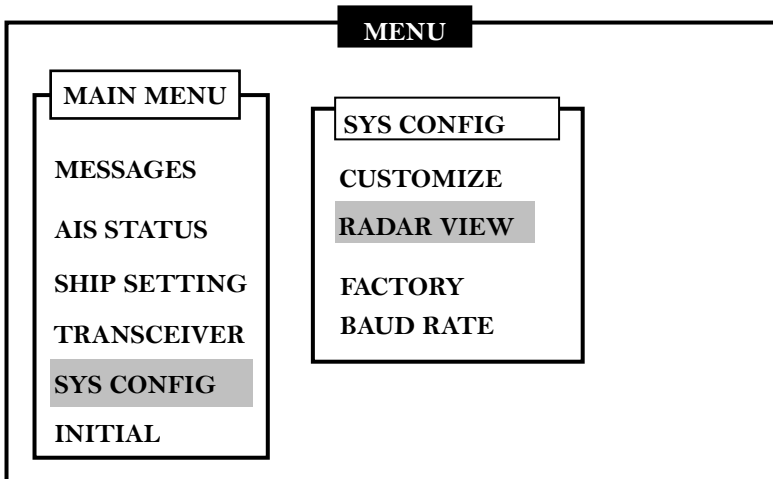 MENU
MAIN MENU
MESSAGES
AIS STATUS
SHIP SETTING
TRANSCEIVER
SYS CONFIG
INITIAL
SYS CONFIG
CUSTOMIZE
RADAR VIEW
FACTORY
BAUD RATE